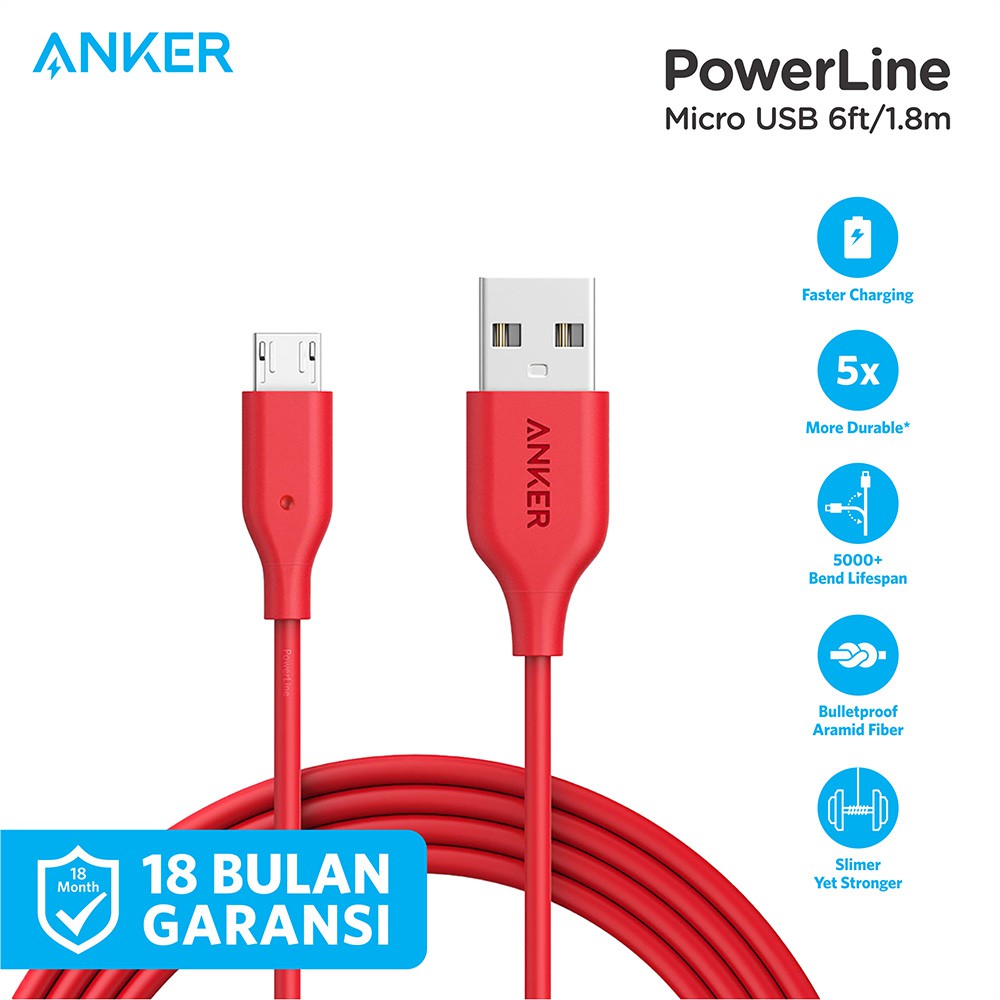 ANKER
PowerLine
Micro USB 6ft/1.8m
Faster Charging
5x
More Durable*
5000+
Bend Lifespan
Bulletproof
Aramid Fiber
Slimer
Yet Stronger
ANKER
PowerLine
18
Month
18 BULAN
GARANSI